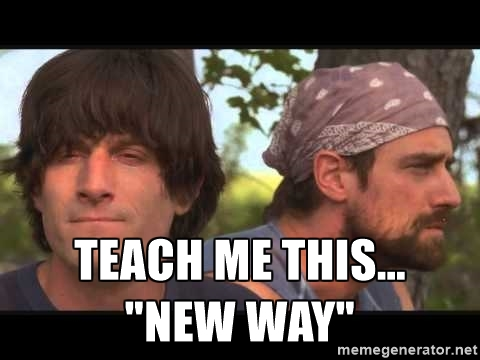 TEACH ME THIS...
"NEW WAY"
memegenerator.net